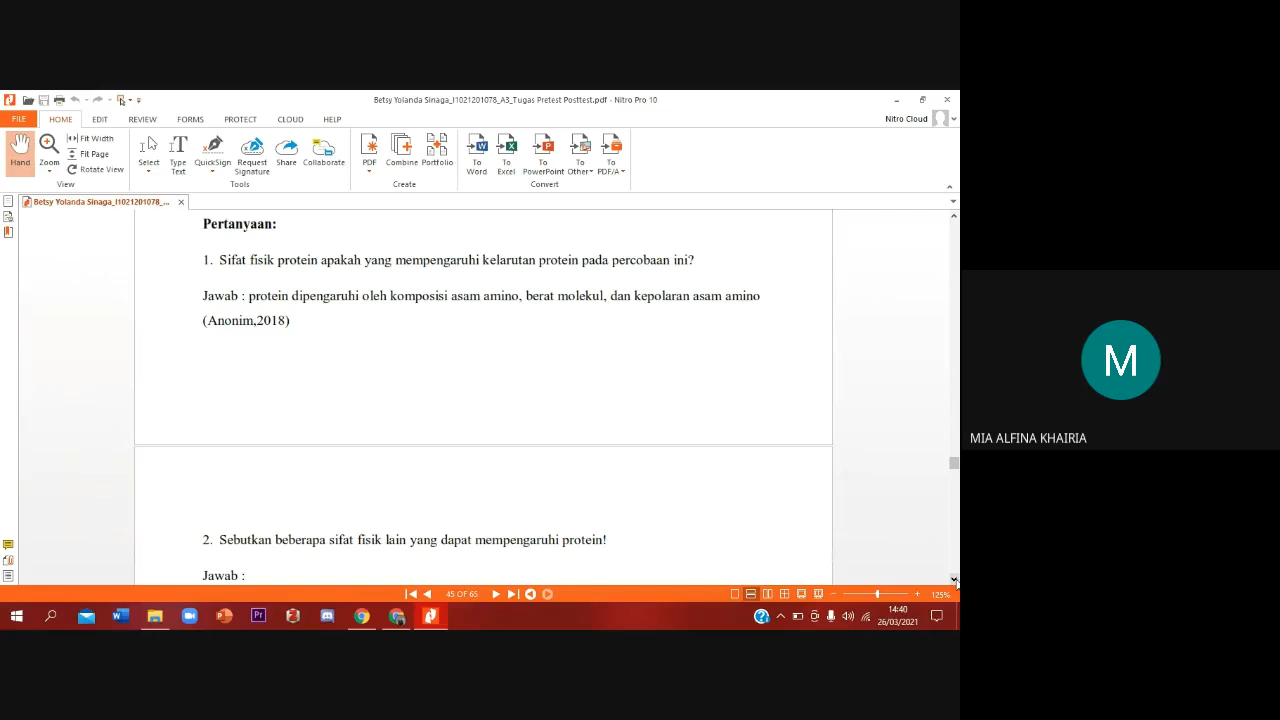 Betsy Yolanda Sinaga_I1021201078_A3_Tugas Pretest Posttest.pdf - Nitro Pro 10
FILE HOME EDIT REVIEW FORMS PROTECT CLOUD HELP
Nitro Cloud
Hand
Zoom
Fit Width
Fit Page
Rotate View
View
Select
Type Text
QuickSign
Request Signature
Share
Collaborate
Tools
PDF
Combine
Portfolio
Create
To Word
To Excel
To PowerPoint
To Other
To PDF/A
Convert
Betsy Yolanda Sinaga_I1021201078_...
Pertanyaan:
1. Sifat fisik protein apakah yang mempengaruhi kelarutan protein pada percobaan ini?
Jawab : protein dipengaruhi oleh komposisi asam amino, berat molekul, dan kepolaran asam amino
(Anonim,2018)
2. Sebutkan beberapa sifat fisik lain yang dapat mempengaruhi protein!
Jawab :
45 OF 65
125%
Pr
14:40
26/03/2021
M
MIA ALFINA KHAIRIA